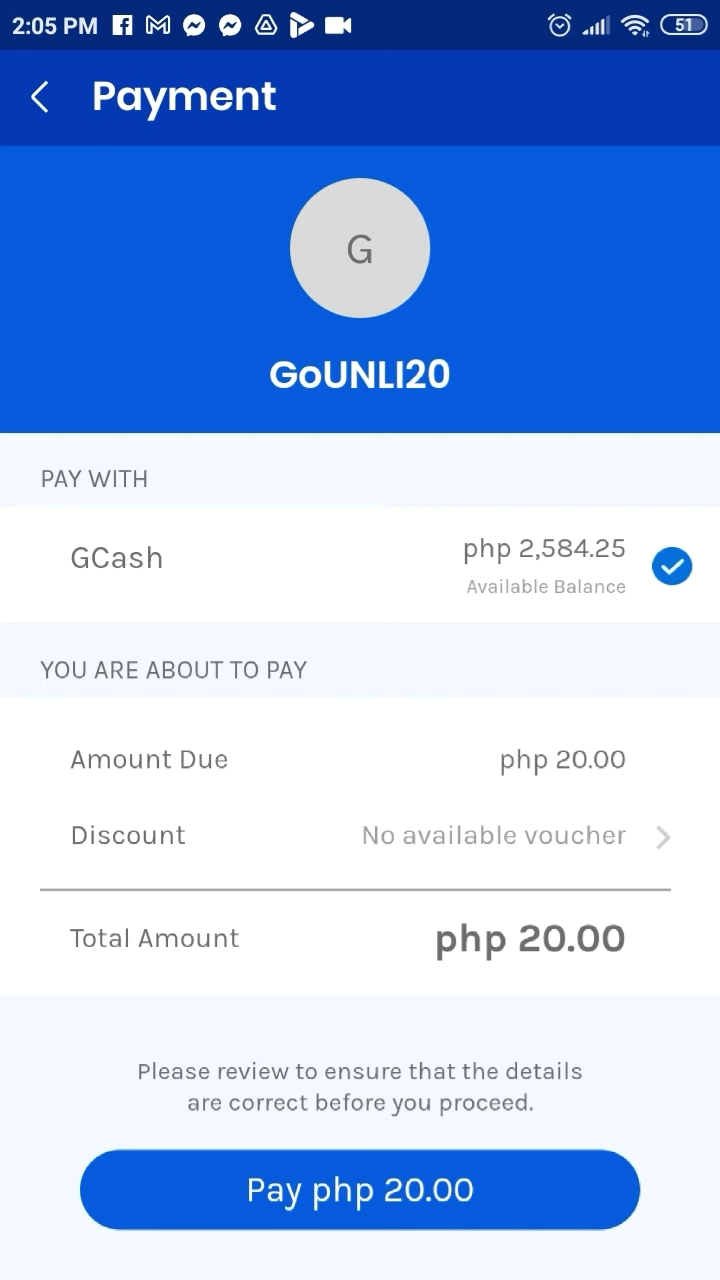 2:05 PM
51
Payment
G
GoUNLI20
PAY WITH
GCash
php 2,584.25
Available Balance
YOU ARE ABOUT TO PAY
Amount Due
php 20.00
Discount
No available voucher
Total Amount
php 20.00
Please review to ensure that the details
are correct before you proceed.
Pay php 20.00